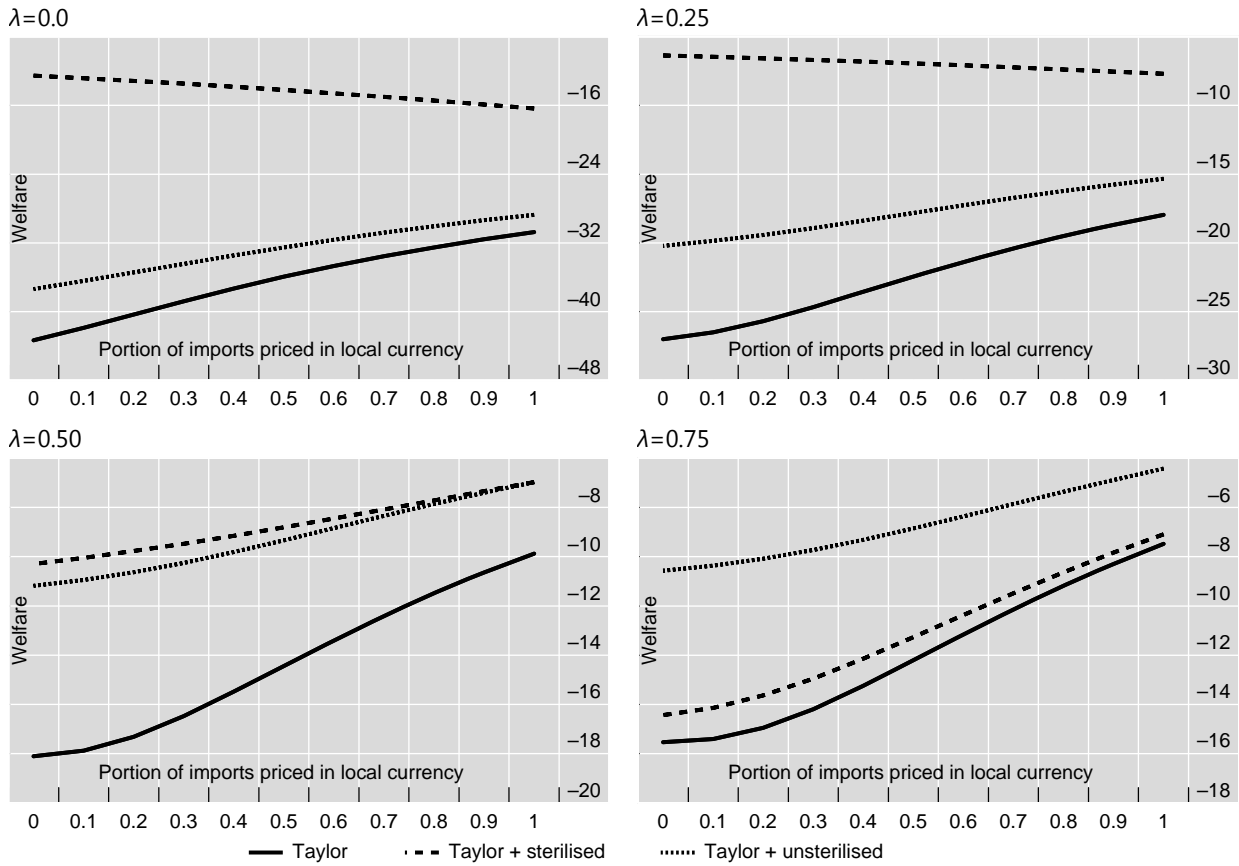 λ=0.0
λ=0.25
–16
–24
–32
–40
–48
Welfare
Portion of imports priced in local currency
0 0.1 0.2 0.3 0.4 0.5 0.6 0.7 0.8 0.9 1
–10
–15
–20
–25
–30
Welfare
Portion of imports priced in local currency
0 0.1 0.2 0.3 0.4 0.5 0.6 0.7 0.8 0.9 1
λ=0.50
λ=0.75
–8
–10
–12
–14
–16
–18
–20
Welfare
Portion of imports priced in local currency
0 0.1 0.2 0.3 0.4 0.5 0.6 0.7 0.8 0.9 1
–6
–8
–10
–12
–14
–16
–18
Welfare
Portion of imports priced in local currency
0 0.1 0.2 0.3 0.4 0.5 0.6 0.7 0.8 0.9 1
Taylor Taylor + sterilised Taylor + unsterilised